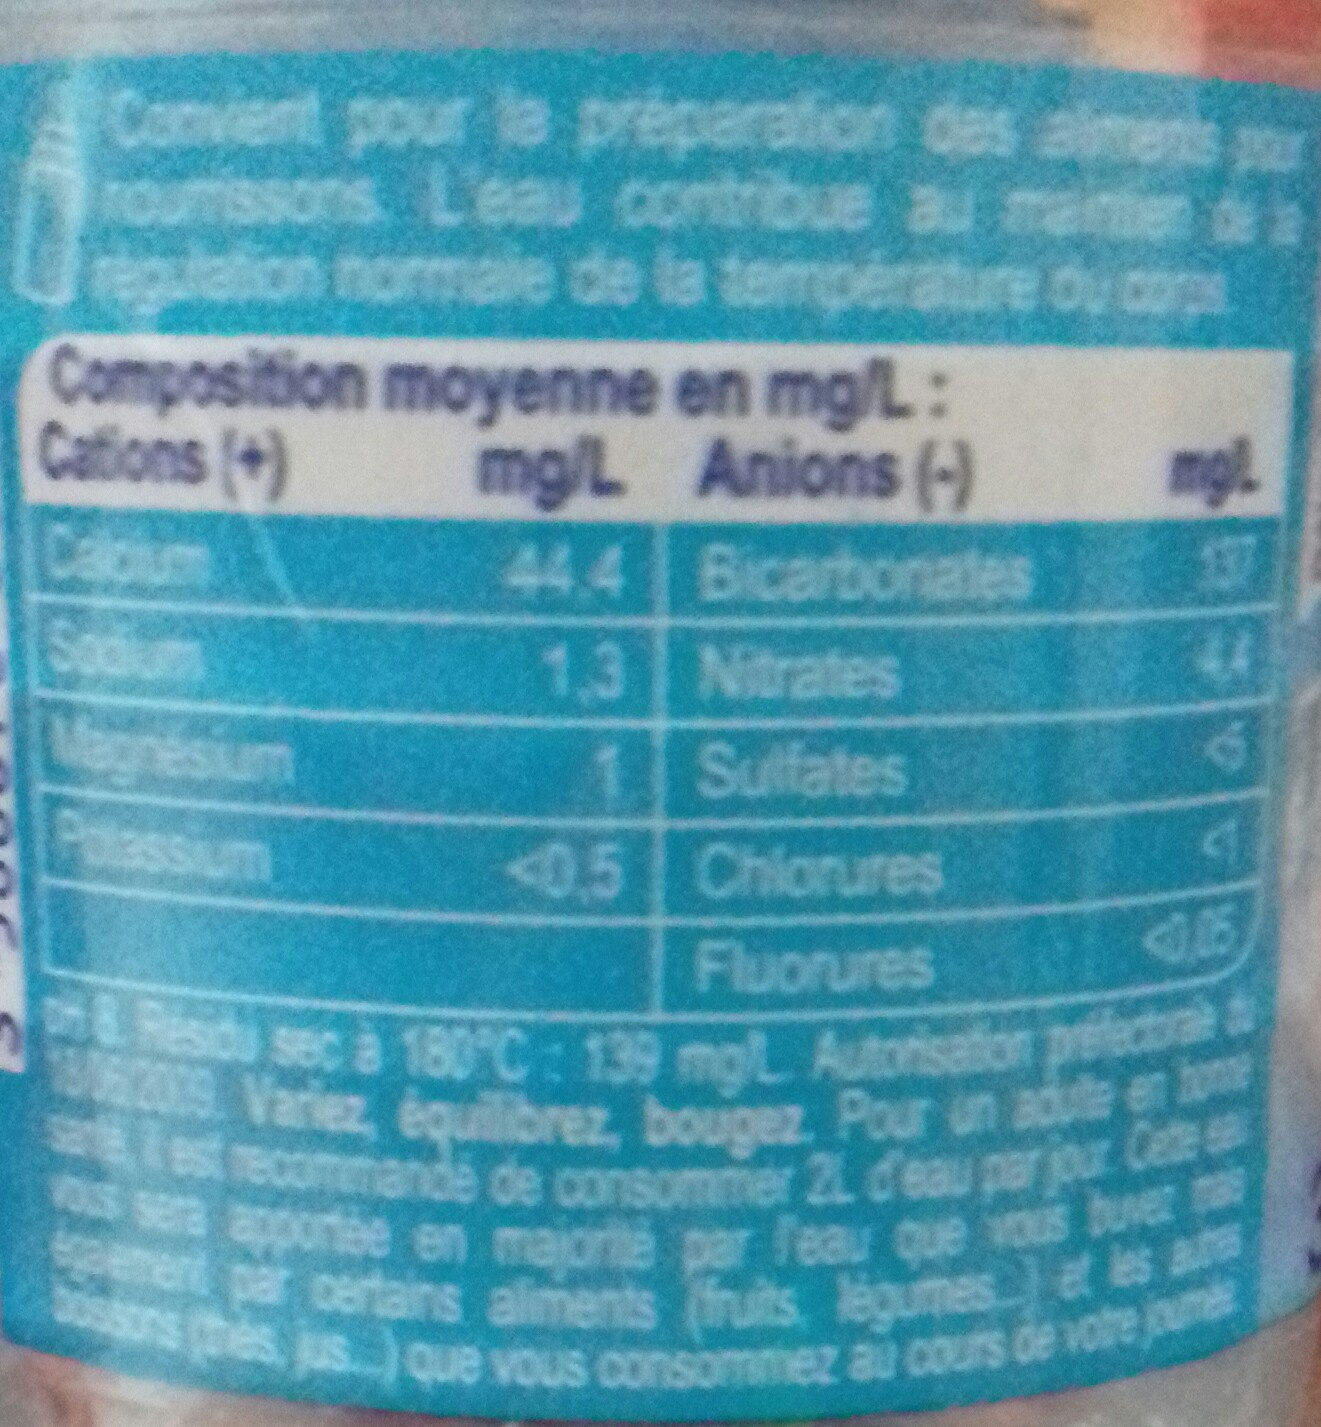 Convient pour la préparation des aliments pour
nourrissons. L'eau contribue au maintien de la
régulation normale de la température du corps.
Composition moyenne en mg/L :
Cations (+) mg/L Anions (-) mg/L
Calcium 44.4 Bicarbonates 137
Sodium 1,3 Nitrates 4.4
Magnésium 1 Sulfates
Potassium <0,5 Chlorures <1
Fluorures <0,05
pH 8. Résidu sec à 180°C : 139 mg/L. Autorisation préfectorale du
Variez, équilibrez, bougez. Pour un adulte en bonne
santé, il est recommandé de consommer 2L d'eau par jour. Cette eau
vous sera apportée en majorité par l'eau que vous buvez mais
également par certains aliments (fruits, légumes...) et les autres
boissons (thés, jus...) que vous consommez au cours de votre journée.